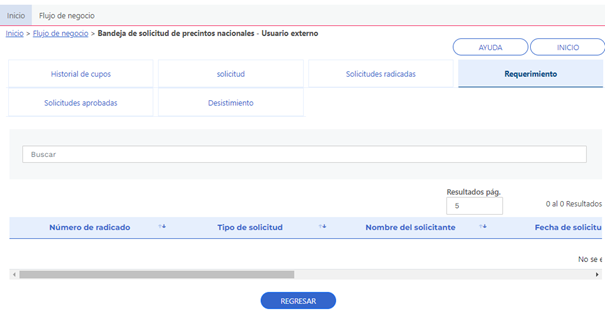 Inicio Flujo de negocio
Inicio > Flujo de negocio > Bandeja de solicitud de precintos nacionales - Usuario externo
AYUDA INICIO
Historial de cupos solicitud Solicitudes radicadas Requerimiento
Solicitudes aprobadas Desistimiento
Buscar
Resultados pág.
5 0 al 0 Resultados
Número de radicado Tipo de solicitud Nombre del solicitante Fecha de solicitu
No se e
REGRESAR